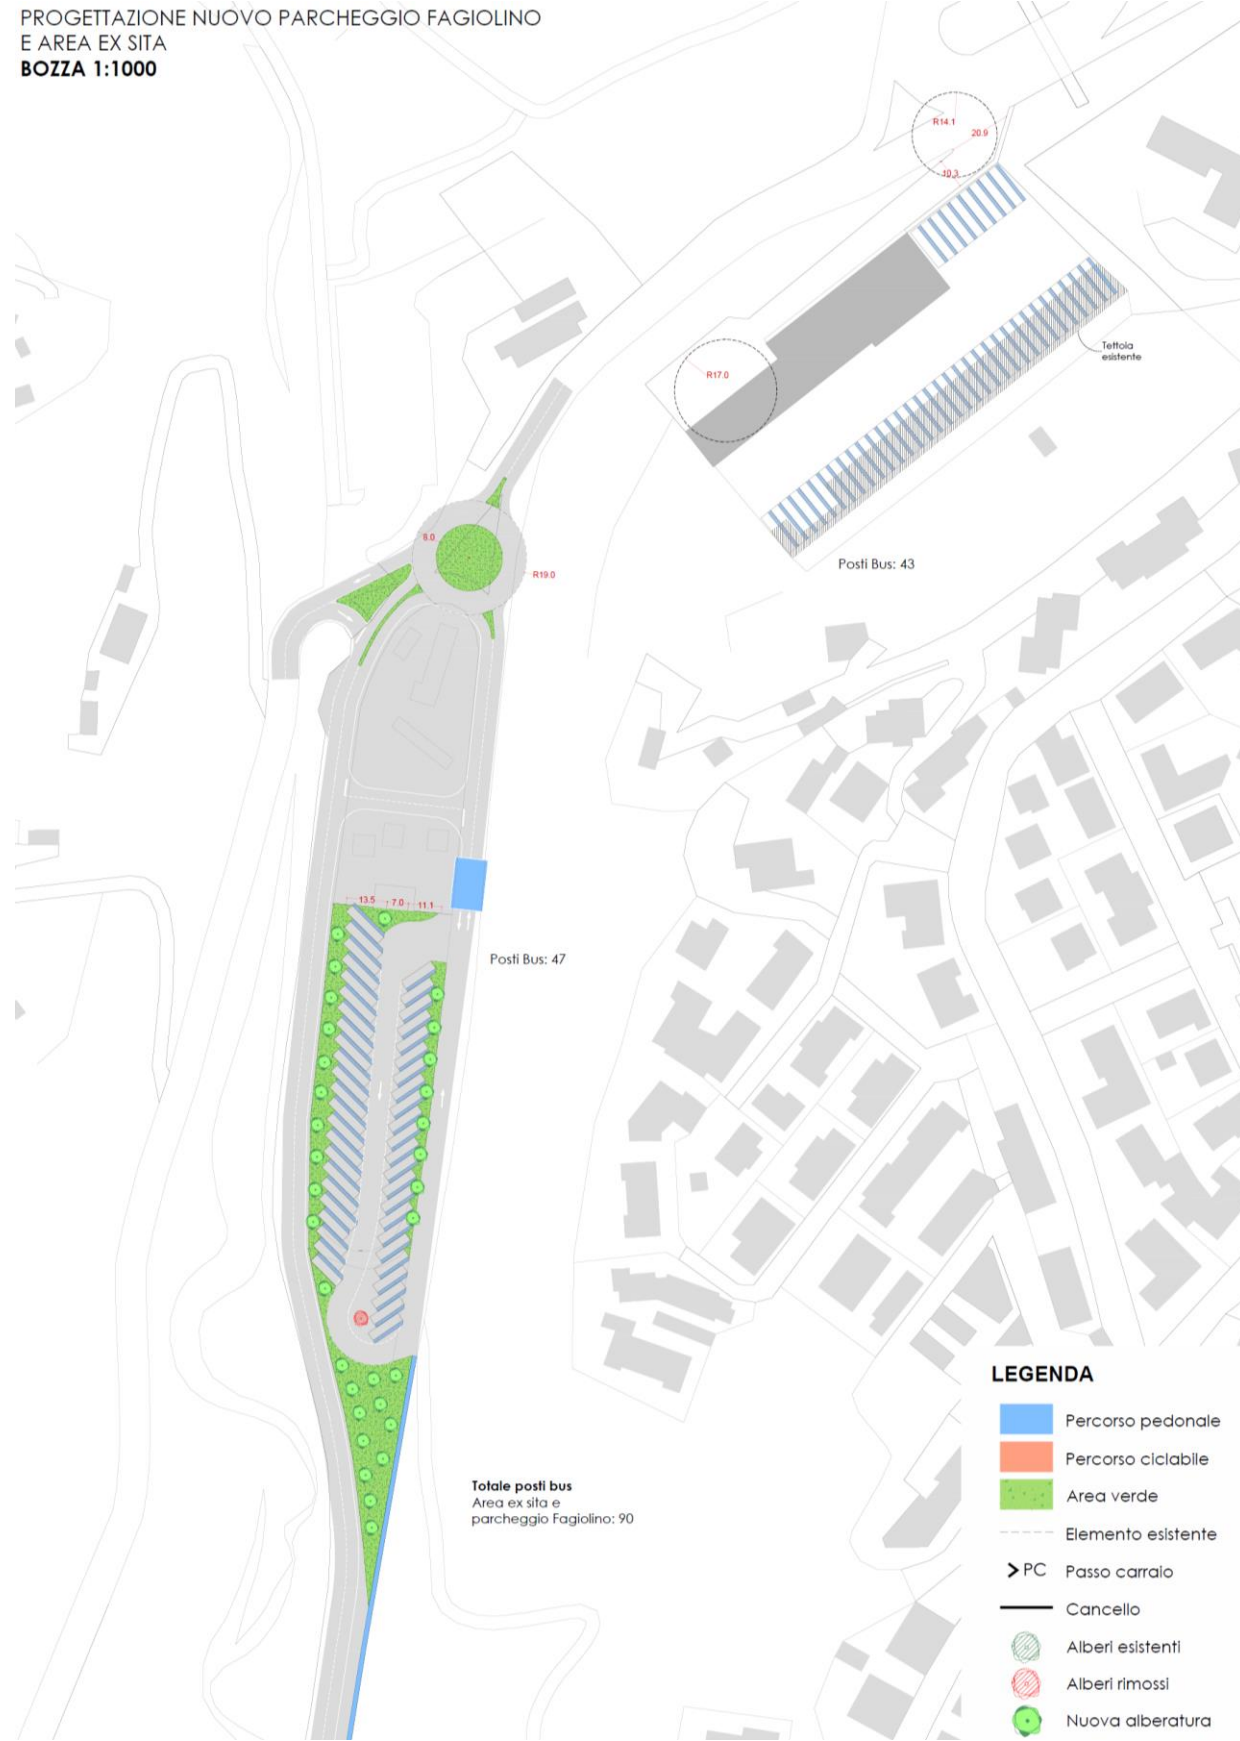 PROGETTAZIONE NUOVO PARCHEGGIO FAGIOLINO
E AREA EX SITA
BOZZA 1:1000
R14.1
20.9
10.3
Tettoia
esistente
R17.0
8.0
R19.0
Posti Bus: 43
13.5
7.0
11.1
Posti Bus: 47
Totale posti bus
Area ex sita e
parcheggio Fagiolino: 90
LEGENDA
Percorso pedonale
Percorso ciclabile
Area verde
Elemento esistente
PC Passo carraio
Cancello
Alberi esistenti
Alberi rimossi
Nuova alberatura